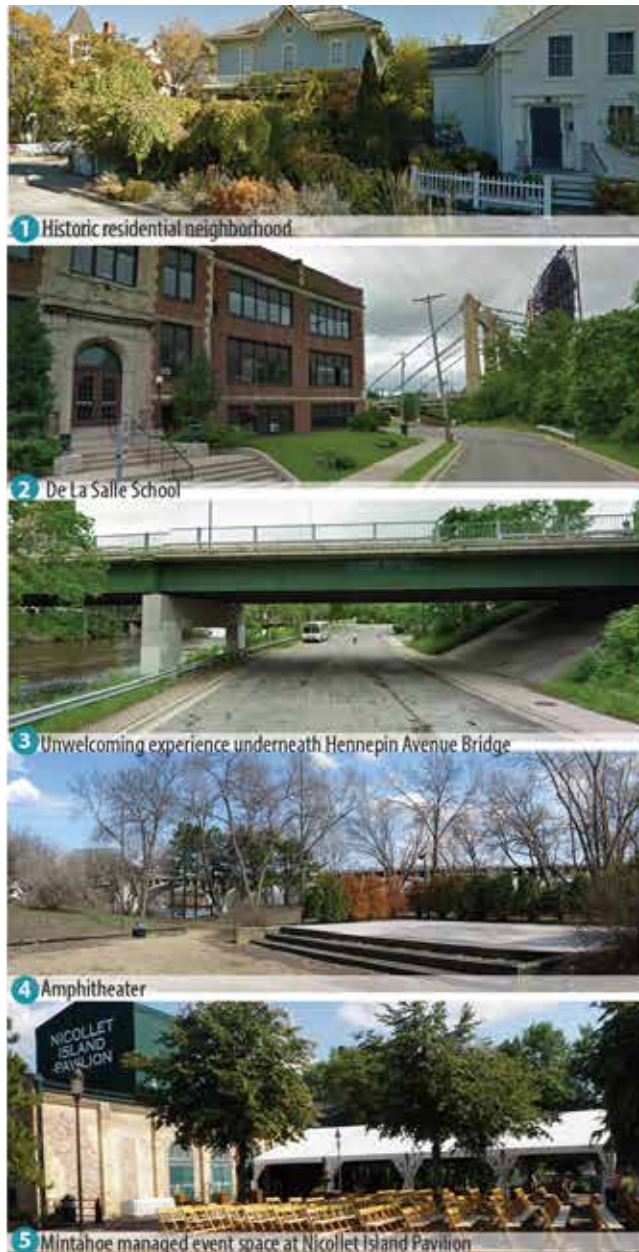 1 Historic residential neighborhood
2 De La Salle School
3 Unwelcoming experience underneath Hennepin Avenue Bridge
4 Amphitheater
NICOLLET
ISLAND
PAVILION
5 Mintahoe managed event space at Nicollet Island Pavilion